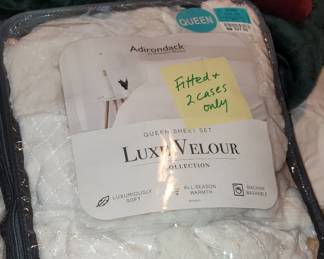 QUEEN
Adirondack
Fitted +
2 cases
only
QUEEN SHEET SET
LUXE VELOUR
COLLECTION
LUXURIOUSLY
SOFT
ALL-SEASON
WARMTH
MACHINE
WASHABLE